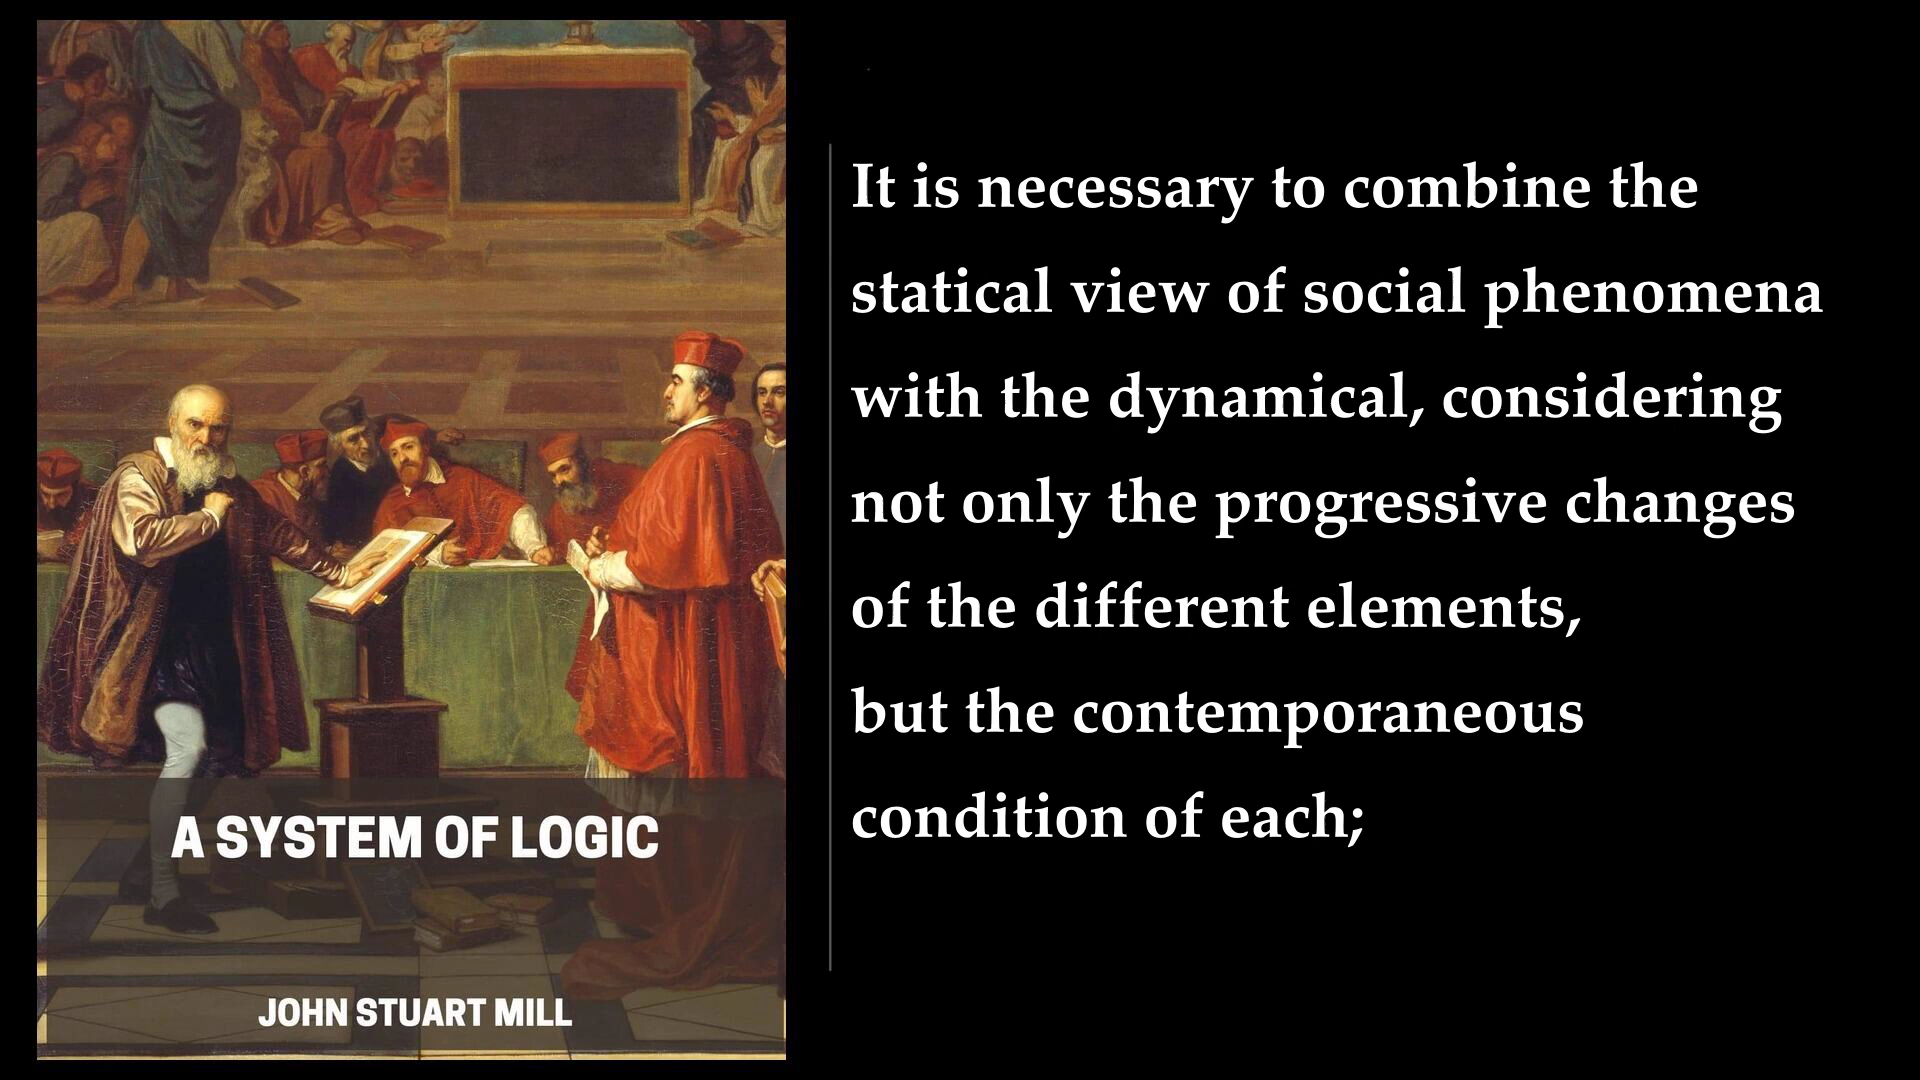 A SYSTEM OF LOGIC
JOHN STUART MILL
It is necessary to combine the
statical view of social phenomena
with the dynamical, considering
not only the progressive changes
of the different elements,
but the contemporaneous
condition of each;